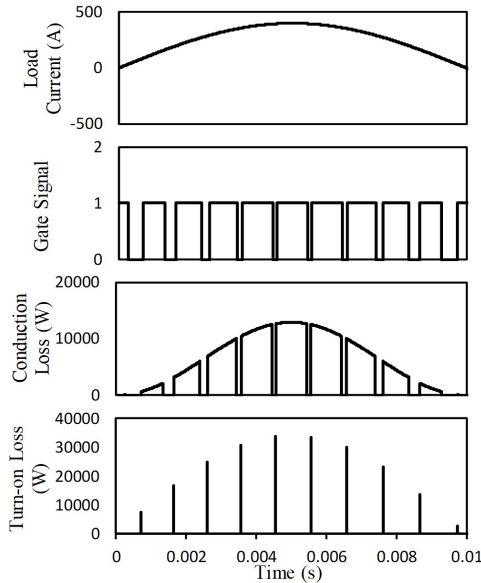 500
0
-500
Load
Current (A)
2
1
0
Gate Signal
20000
10000
0
Conduction
Loss (W)
40000
30000
20000
10000
0
Turn-on Loss
(W)
0
0.002
0.004
0.006
0.008
0.01
Time (s)